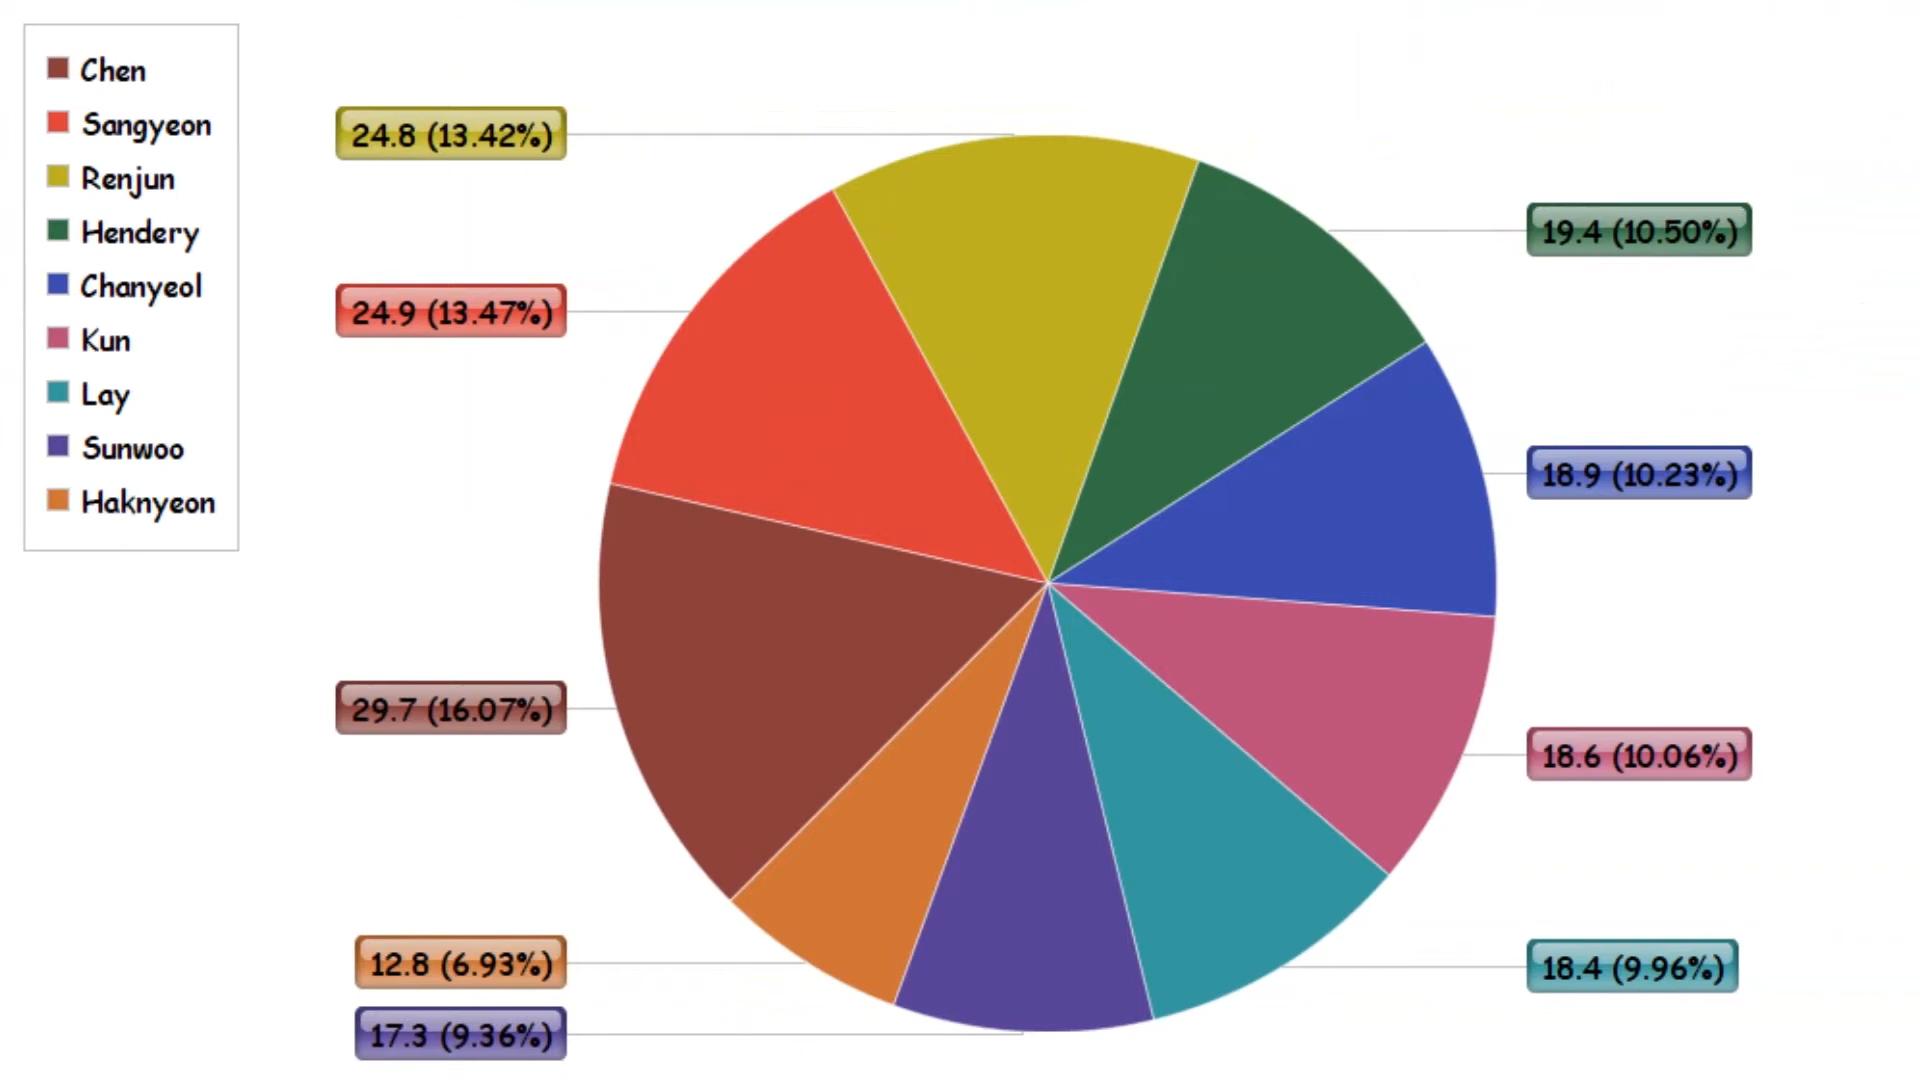 Chen
Sangyeon
Renjun
Hendery
Chanyeol
Kun
Lay
Sunwoo
Haknyeon
24.8 (13.42%)
24.9 (13.47%)
29.7 (16.07%)
12.8 (6.93%)
17.3 (9.36%)
19.4 (10.50%)
18.9 (10.23%)
18.6 (10.06%)
18.4 (9.96%)